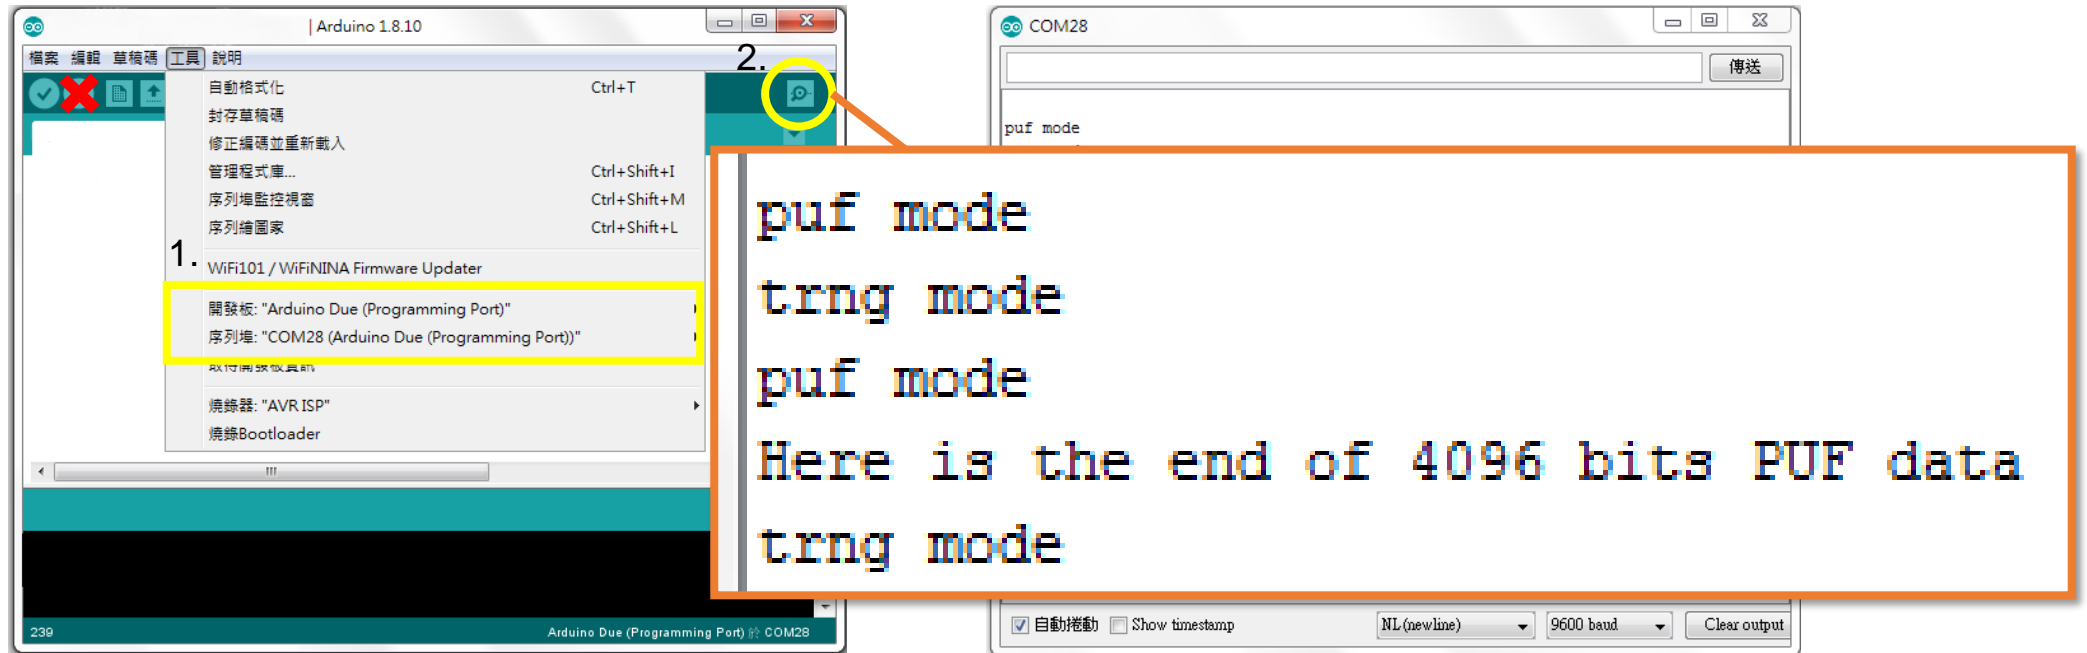 | Arduino 1.8.10
檔案 編輯 草稿碼 工具 說明
2.
自動格式化 Ctrl+T
封存草稿碼
修正編碼並重新載入
管理程式庫... Ctrl+Shift+I
序列埠監控視窗 Ctrl+Shift+M
序列繪圖家 Ctrl+Shift+L
1.
WiFi101 / WiFiNINA Firmware Updater
開發板: "Arduino Due (Programming Port)"
序列埠: "COM28 (Arduino Due (Programming Port))"
取得開發板資訊
燒錄器: "AVR ISP"
燒錄Bootloader
239
Arduino Due (Programming Port) 於 COM28
COM28
傳送
puf mode
puf mode
trng mode
puf mode
Here is the end of 4096 bits PUF data
trng mode
自動捲動 Show timestamp NL(newline) 9600 baud Clear output